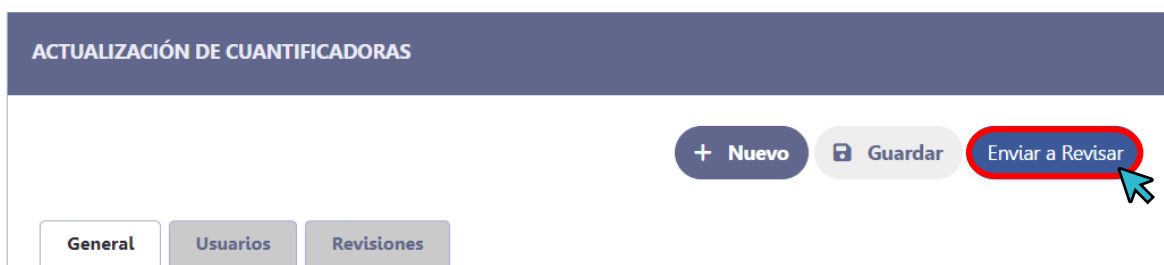 ACTUALIZACIÓN DE CUANTIFICADORAS
+ Nuevo Guardar Enviar a Revisar
General Usuarios Revisiones